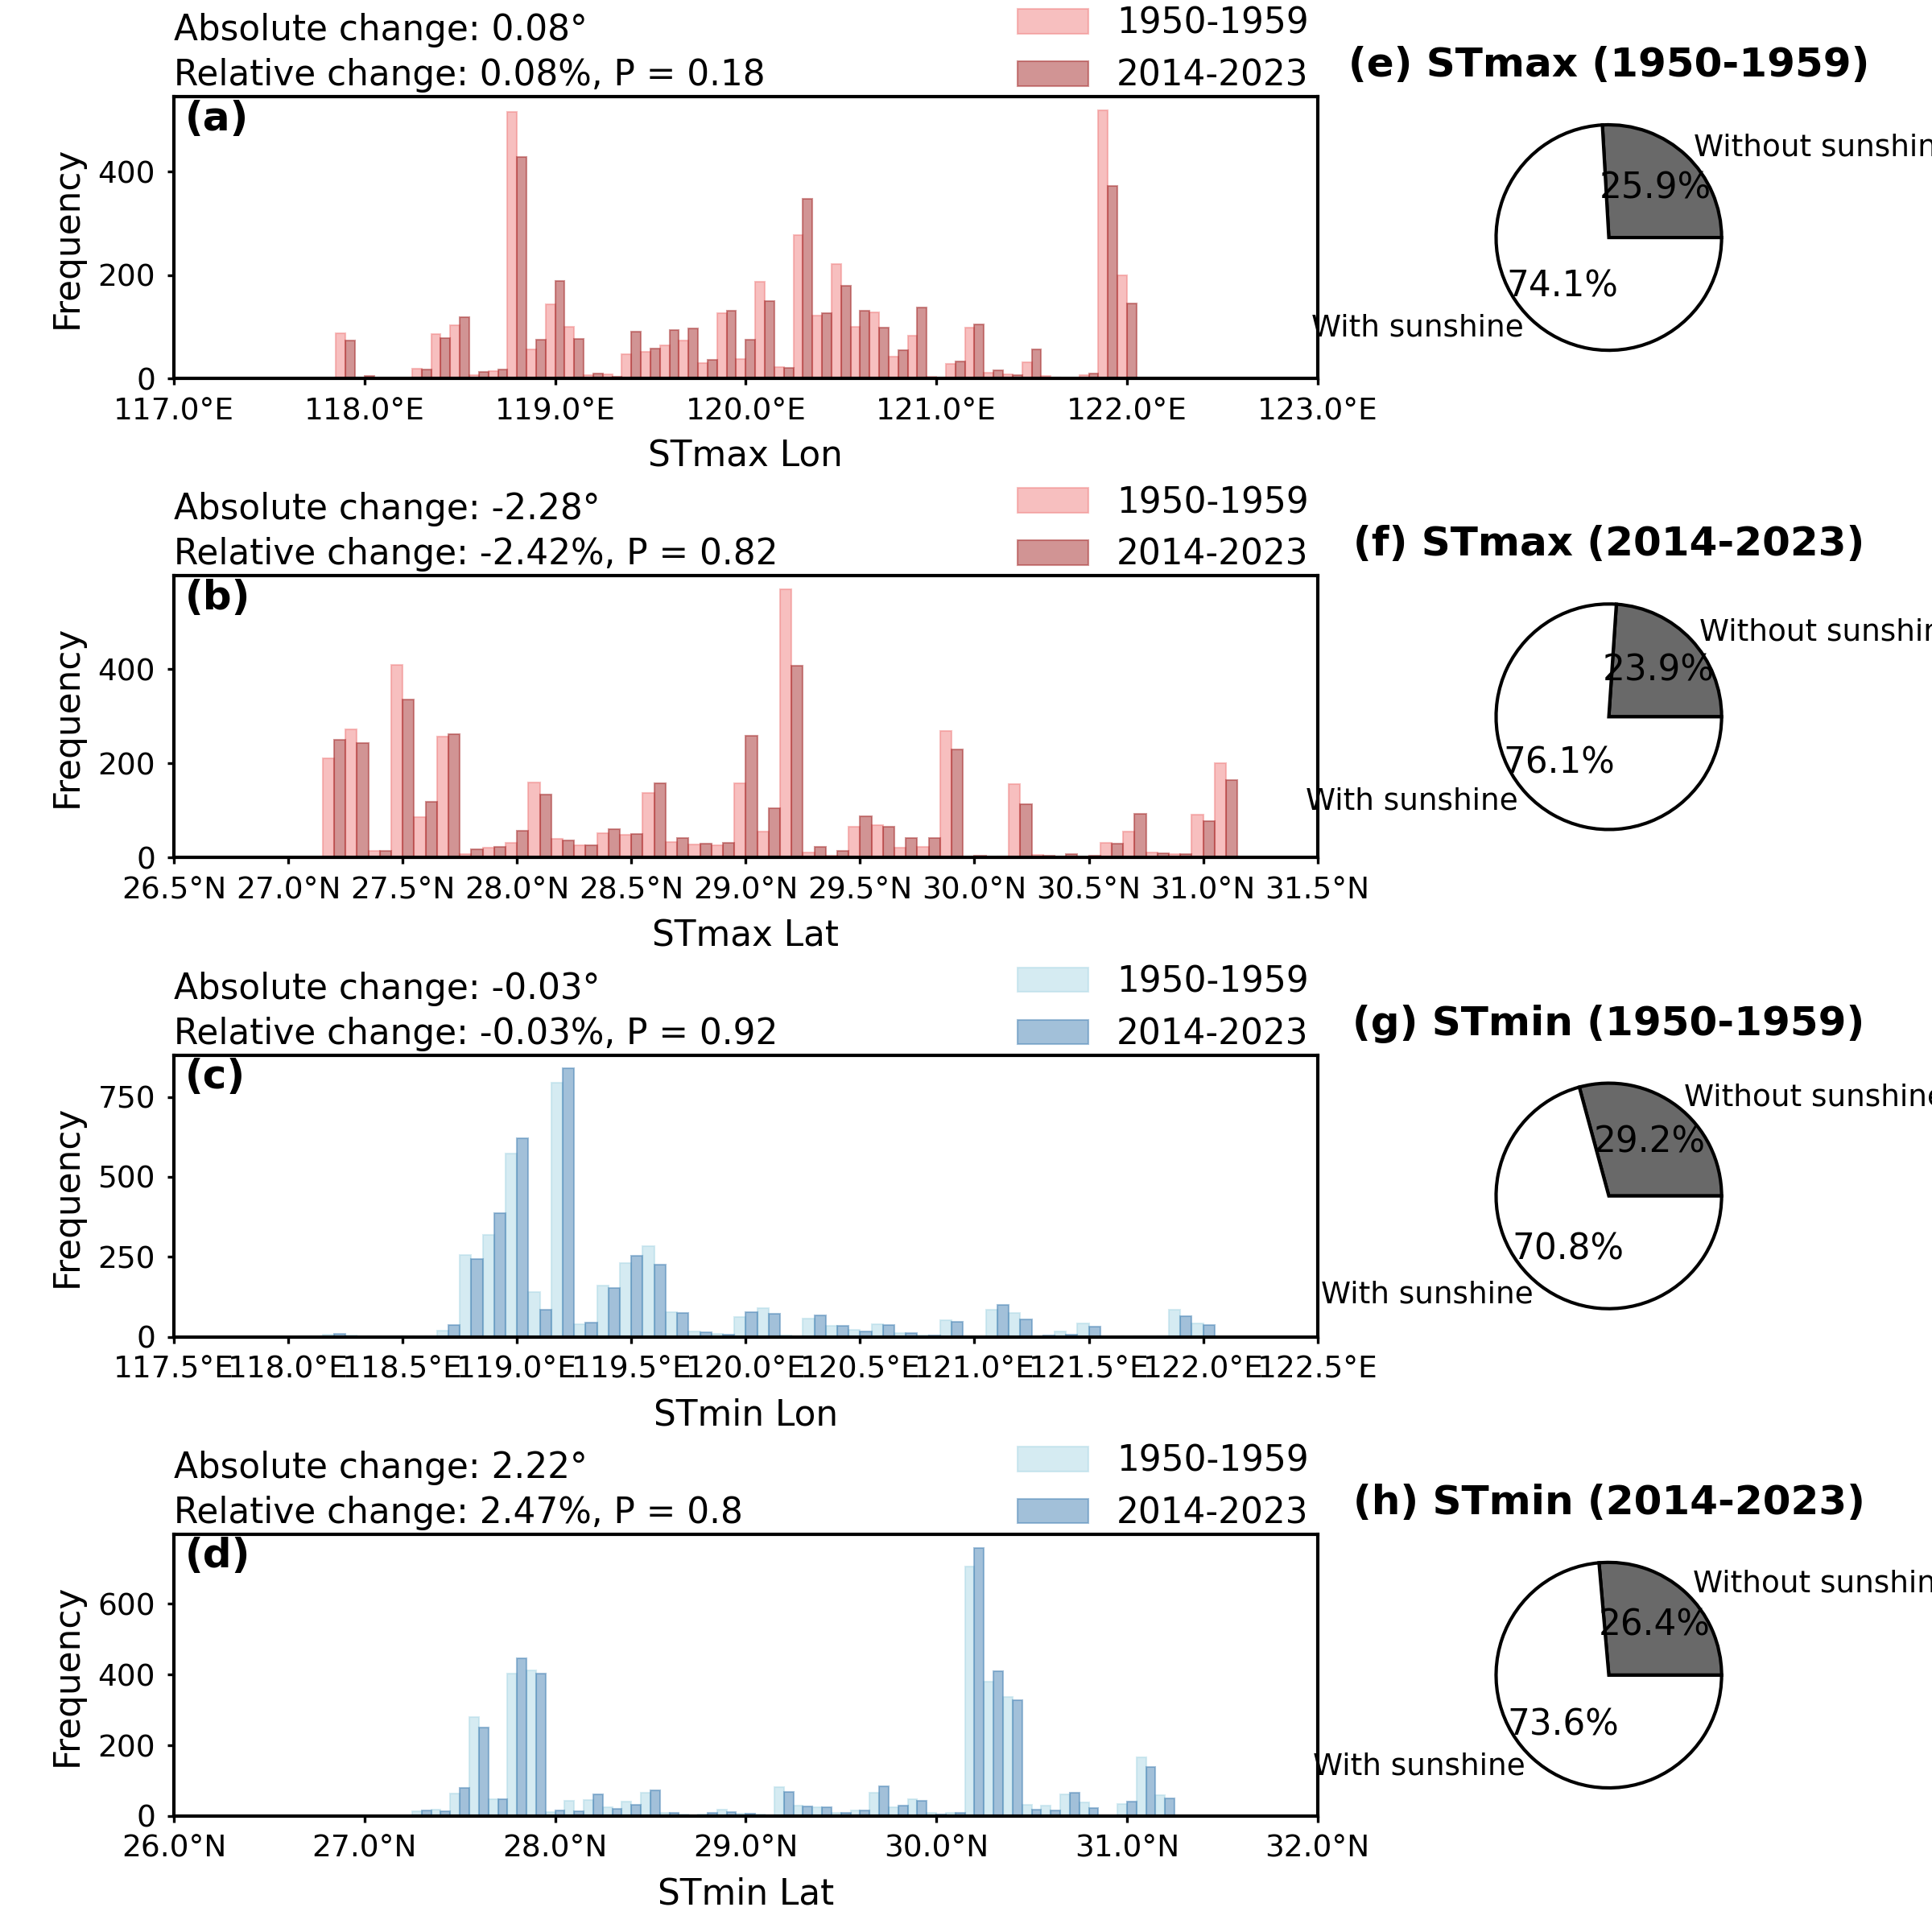 Absolute change: 0.08°
Relative change: 0.08%, P = 0.18
1950-1959
2014-2023
(a)
Frequency
400
200
0
117.0°E 118.0°E 119.0°E 120.0°E 121.0°E 122.0°E 123.0°E
STmax Lon
(e) STmax (1950-1959)
Without sunshin
25.9%
74.1%
With sunshine
Absolute change: -2.28°
Relative change: -2.42%, P = 0.82
1950-1959
2014-2023
(b)
Frequency
400
200
0
26.5°N 27.0°N 27.5°N 28.0°N 28.5°N 29.0°N 29.5°N 30.0°N 30.5°N 31.0°N 31.5°N
STmax Lat
(f) STmax (2014-2023)
Without sunshin
23.9%
76.1%
With sunshine
Absolute change: -0.03°
Relative change: -0.03%, P = 0.92
1950-1959
2014-2023
(c)
Frequency
750
500
250
0
117.5°E 118.0°E 118.5°E 119.0°E 119.5°E 120.0°E 120.5°E 121.0°E 121.5°E 122.0°E 122.5°E
STmin Lon
(g) STmin (1950-1959)
Without sunshine
29.2%
70.8%
With sunshine
Absolute change: 2.22°
Relative change: 2.47%, P = 0.8
1950-1959
2014-2023
(d)
Frequency
600
400
200
0
26.0°N 27.0°N 28.0°N 29.0°N 30.0°N 31.0°N 32.0°N
STmin Lat
(h) STmin (2014-2023)
Without sunshin
26.4%
73.6%
With sunshine